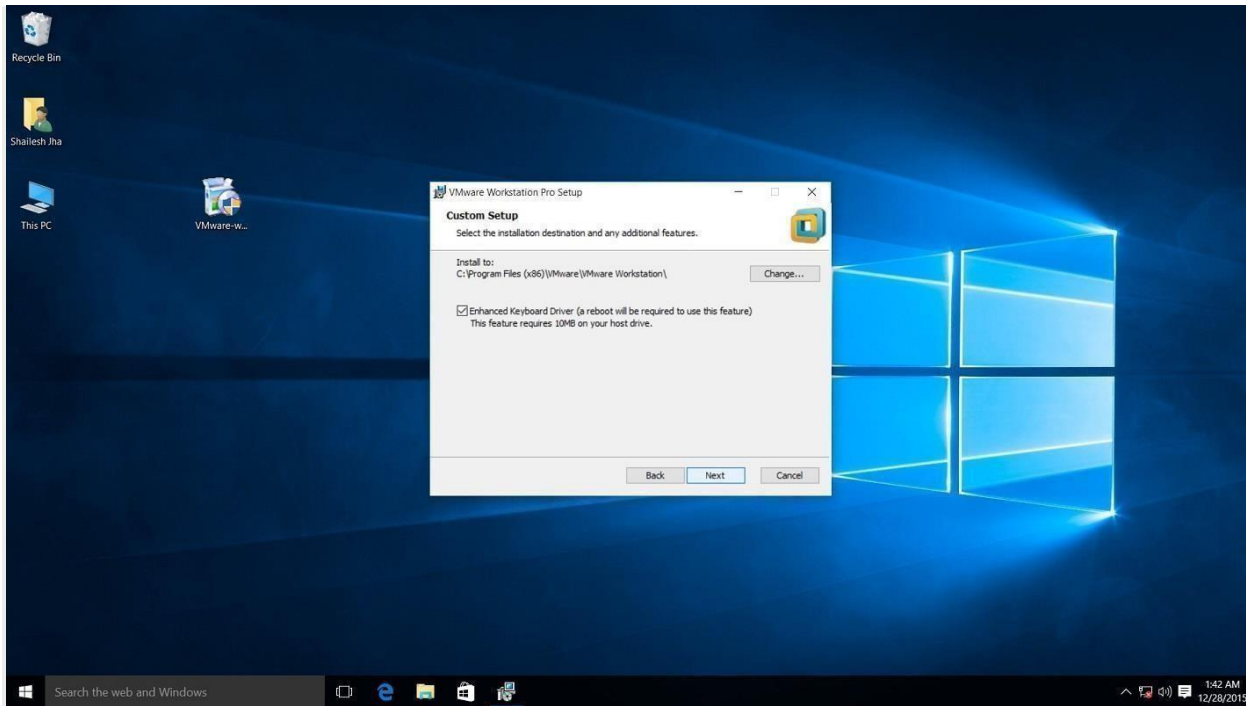 Recycle Bin
Shailesh Jha
This PC
VMware-w...
VMware Workstation Pro Setup
Custom Setup
Select the installation destination and any additional features.
Install to:
C:\Program Files (x86)\VMware\VMware Workstation\
Change...
Enhanced Keyboard Driver (a reboot will be required to use this feature)
This feature requires 10MB on your host drive.
Back
Next
Cancel
Search the web and Windows
1:42 AM
12/28/2015